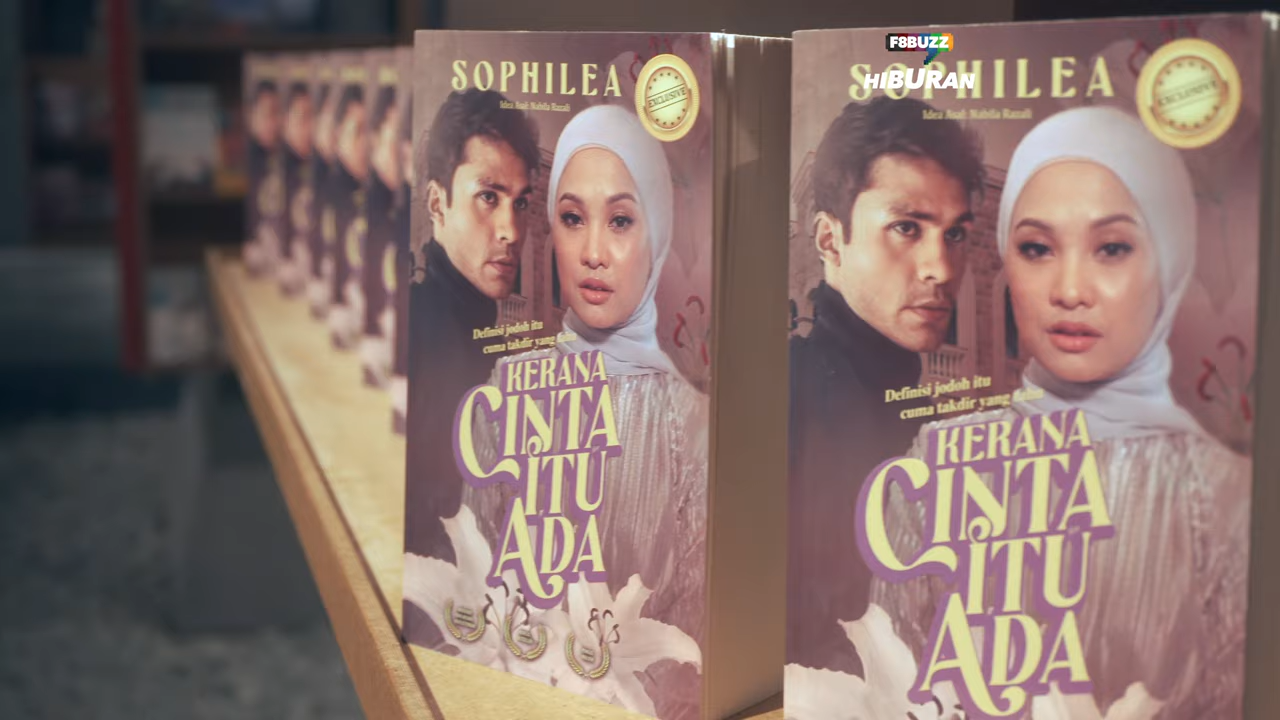 F8BUZZ
HIBURAN
SOPHILEA
Idea Asal: Nabila Razali
EXCLUSIVE
Definisi jodoh itu
cuma takdir yang
KERANA
CINTA
ITU
ADA
SOPHILEA
Idea Asal: Nabila Razali
EXCLUSIVE
Definisi jodoh itu
cuma takdir yang
KERANA
CINTA
ITU
ADA